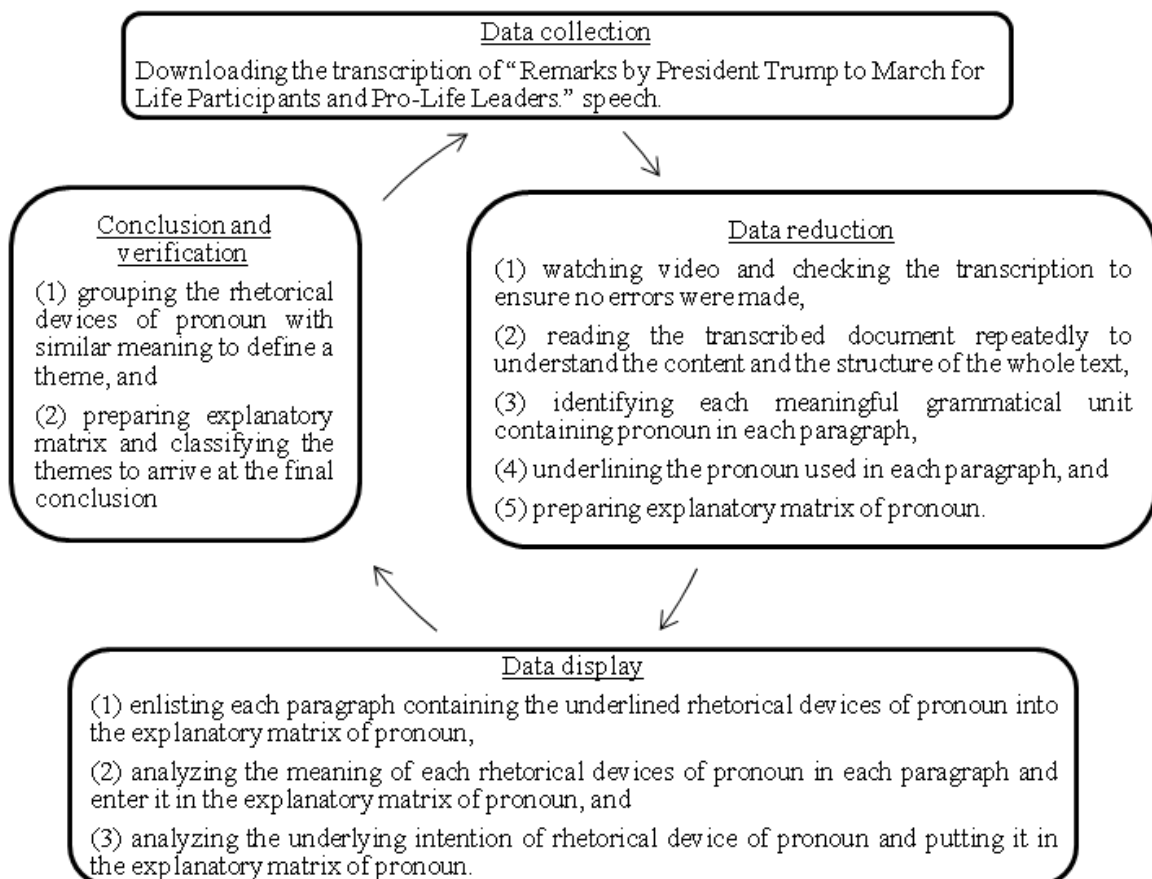 Data collection
Downloading the transcription of “Remarks by President Trump to March for
Life Participants and Pro-Life Leaders.” speech.
Conclusion and
verification
(1) grouping the rhetorical
devices of pronoun with
similar meaning to define a
theme, and
(2) preparing explanatory
matrix and classifying the
themes to arrive at the final
conclusion
Data reduction
(1) watching video and checking the transcription to
ensure no errors were made,
(2) reading the transcribed document repeatedly to
understand the content and the structure of the whole text,
(3) identifying each meaningful grammatical unit
containing pronoun in each paragraph,
(4) underlining the pronoun used in each paragraph, and
(5) preparing explanatory matrix of pronoun.
Data display
(1) enlisting each paragraph containing the underlined rhetorical devices of pronoun into
the explanatory matrix of pronoun,
(2) analyzing the meaning of each rhetorical devices of pronoun in each paragraph and
enter it in the explanatory matrix of pronoun, and
(3) analyzing the underlying intention of rhetorical device of pronoun and putting it in
the explanatory matrix of pronoun.